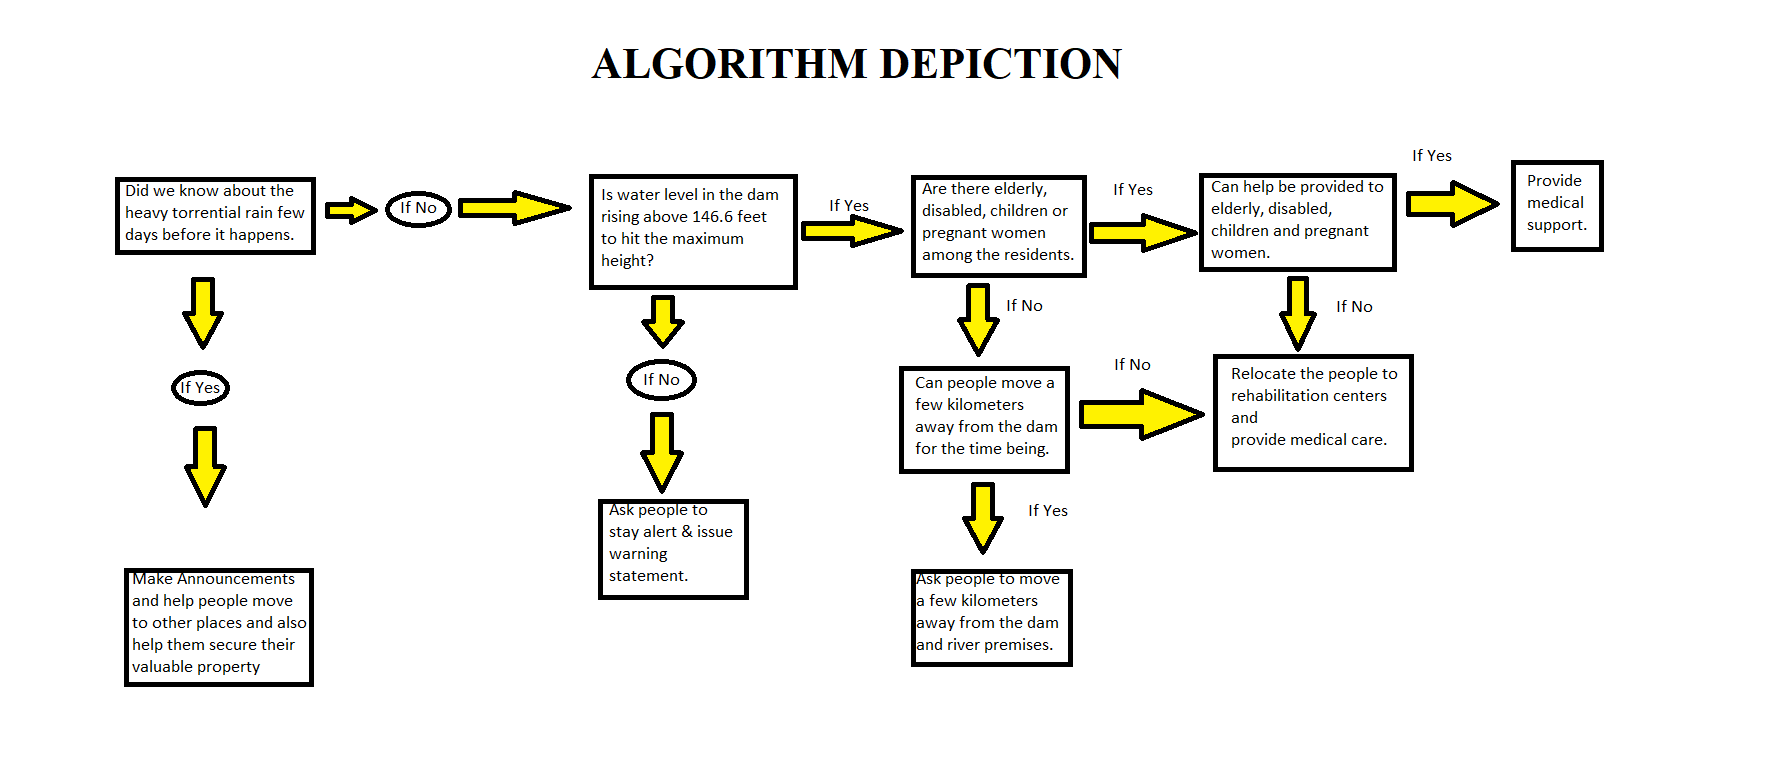 ALGORITHM DEPICTION
Did we know about the
heavy torrential rain few
days before it happens.
If No
Is water level in the dam
rising above 146.6 feet
to hit the maximum
height?
If Yes
Are there elderly,
disabled, children or
pregnant women
among the residents.
If Yes
Can help be provided to
elderly, disabled,
children and pregnant
women.
If Yes
Provide
medical
support.
If Yes
If No
If No
If No
Can people move a
few kilometers
away from the dam
for the time being.
If No
Relocate the people to
rehabilitation centers
and
provide medical care.
Make Announcements
and help people move
to other places and also
help them secure their
valuable property
Ask people to
stay alert & issue
warning
statement.
If Yes
Ask people to move
a few kilometers
away from the dam
and river premises.